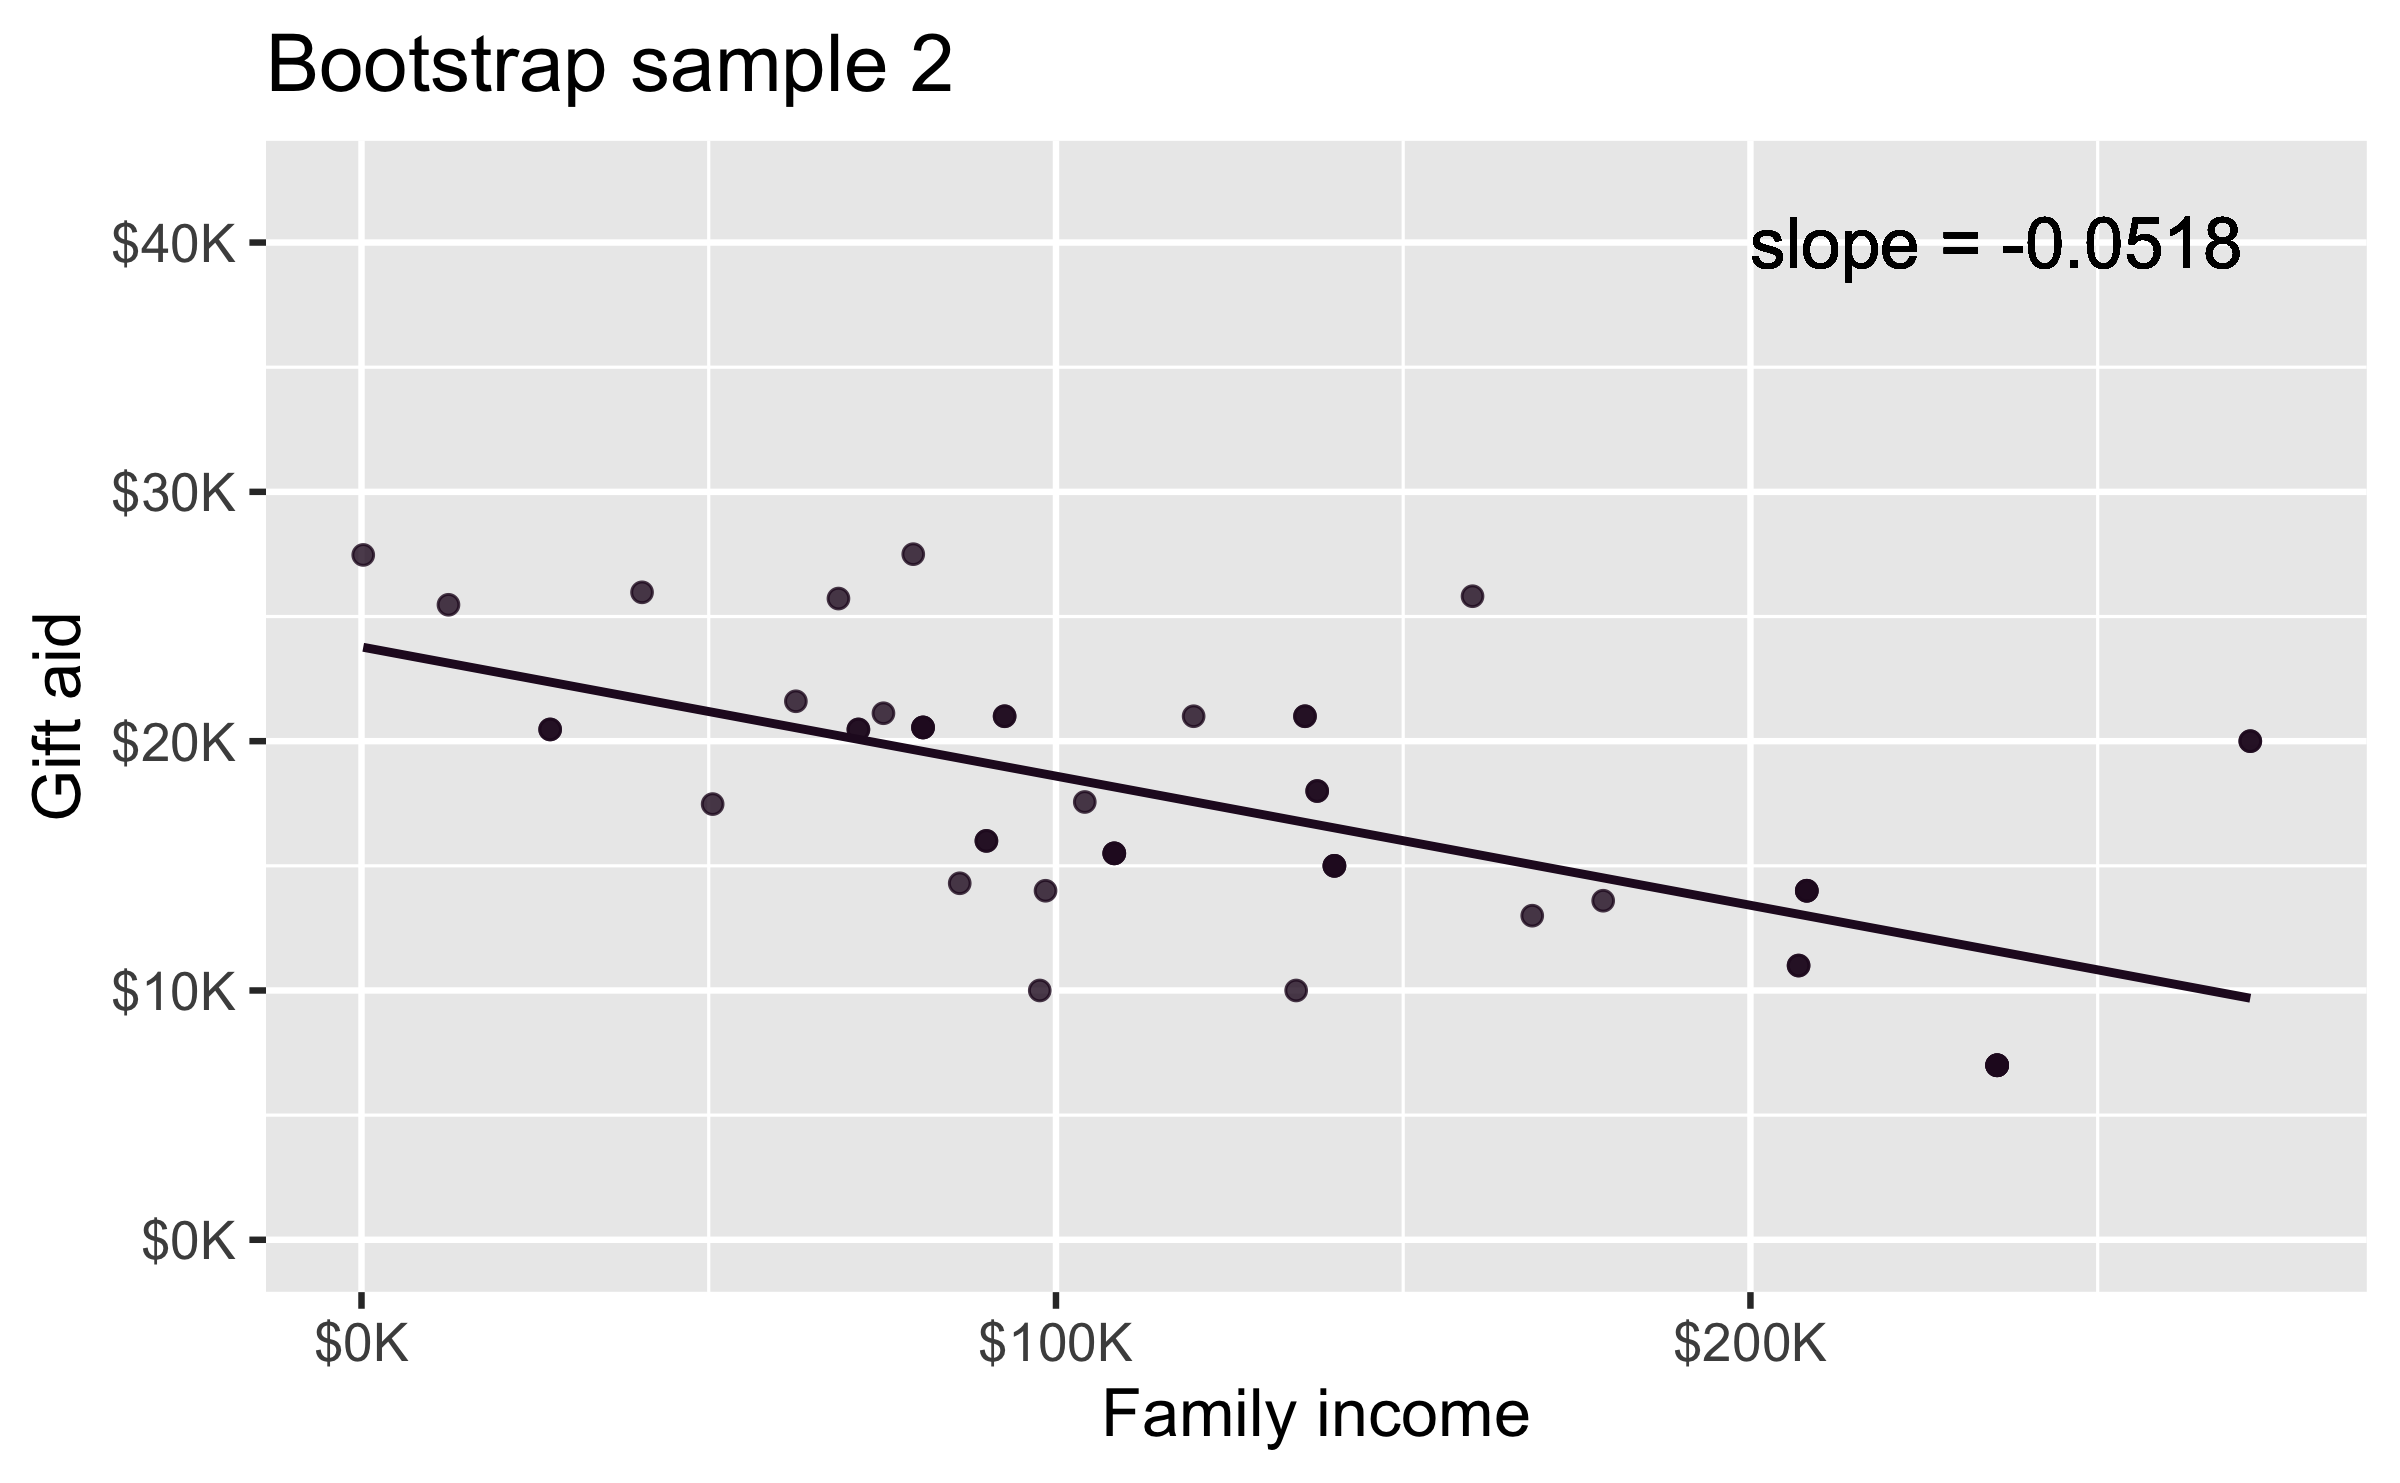 Bootstrap sample 2
slope = -0.0518
$40K
$30K
$20K
$10K
$0K
Gift aid
$0K
$100K
$200K
Family income